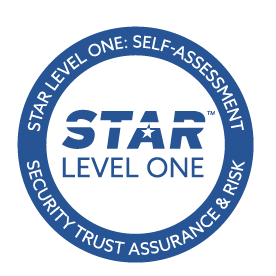 STAR LEVEL ONE: SELF-ASSESSMENT
STAR™
LEVEL ONE
SECURITY TRUST ASSURANCE & RISK